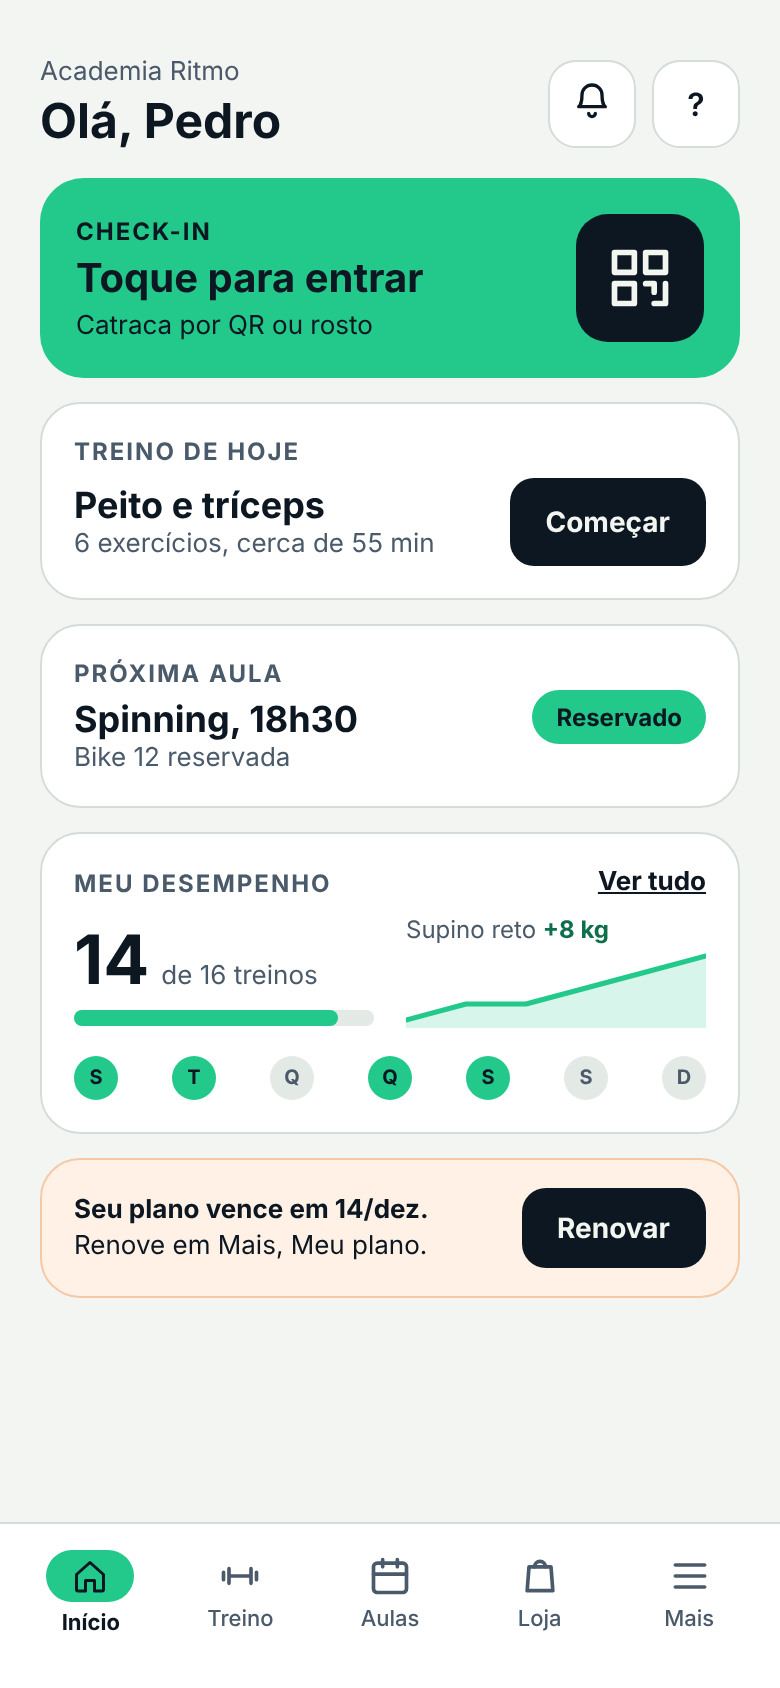 Academia Ritmo
Olá, Pedro
?
CHECK-IN
Toque para entrar
Catraca por QR ou rosto
TREINO DE HOJE
Peito e tríceps
6 exercícios, cerca de 55 min
Começar
PRÓXIMA AULA
Spinning, 18h30
Bike 12 reservada
Reservado
MEU DESEMPENHO
Ver tudo
14 de 16 treinos
Supino reto +8 kg
S T Q Q S S D
Seu plano vence em 14/dez.
Renove em Mais, Meu plano.
Renovar
Início
Treino
Aulas
Loja
Mais